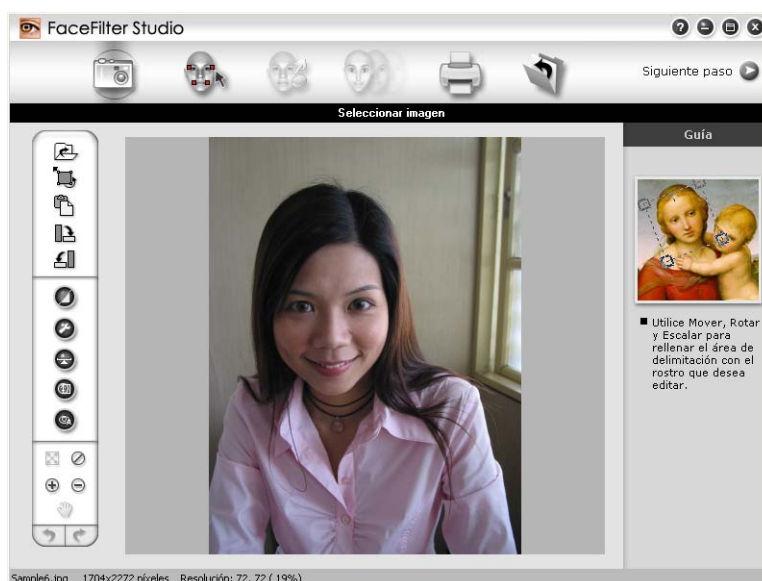 FaceFilter Studio
Siguiente paso
Seleccionar imagen
Guía
Utilice Mover, Rotar
y Escalar para
rellenar el área de
delimitación con el
rostro que desea
editar.
Sample6.jpg 1704x2272 píxeles Resolución: 72, 72 ( 19%)